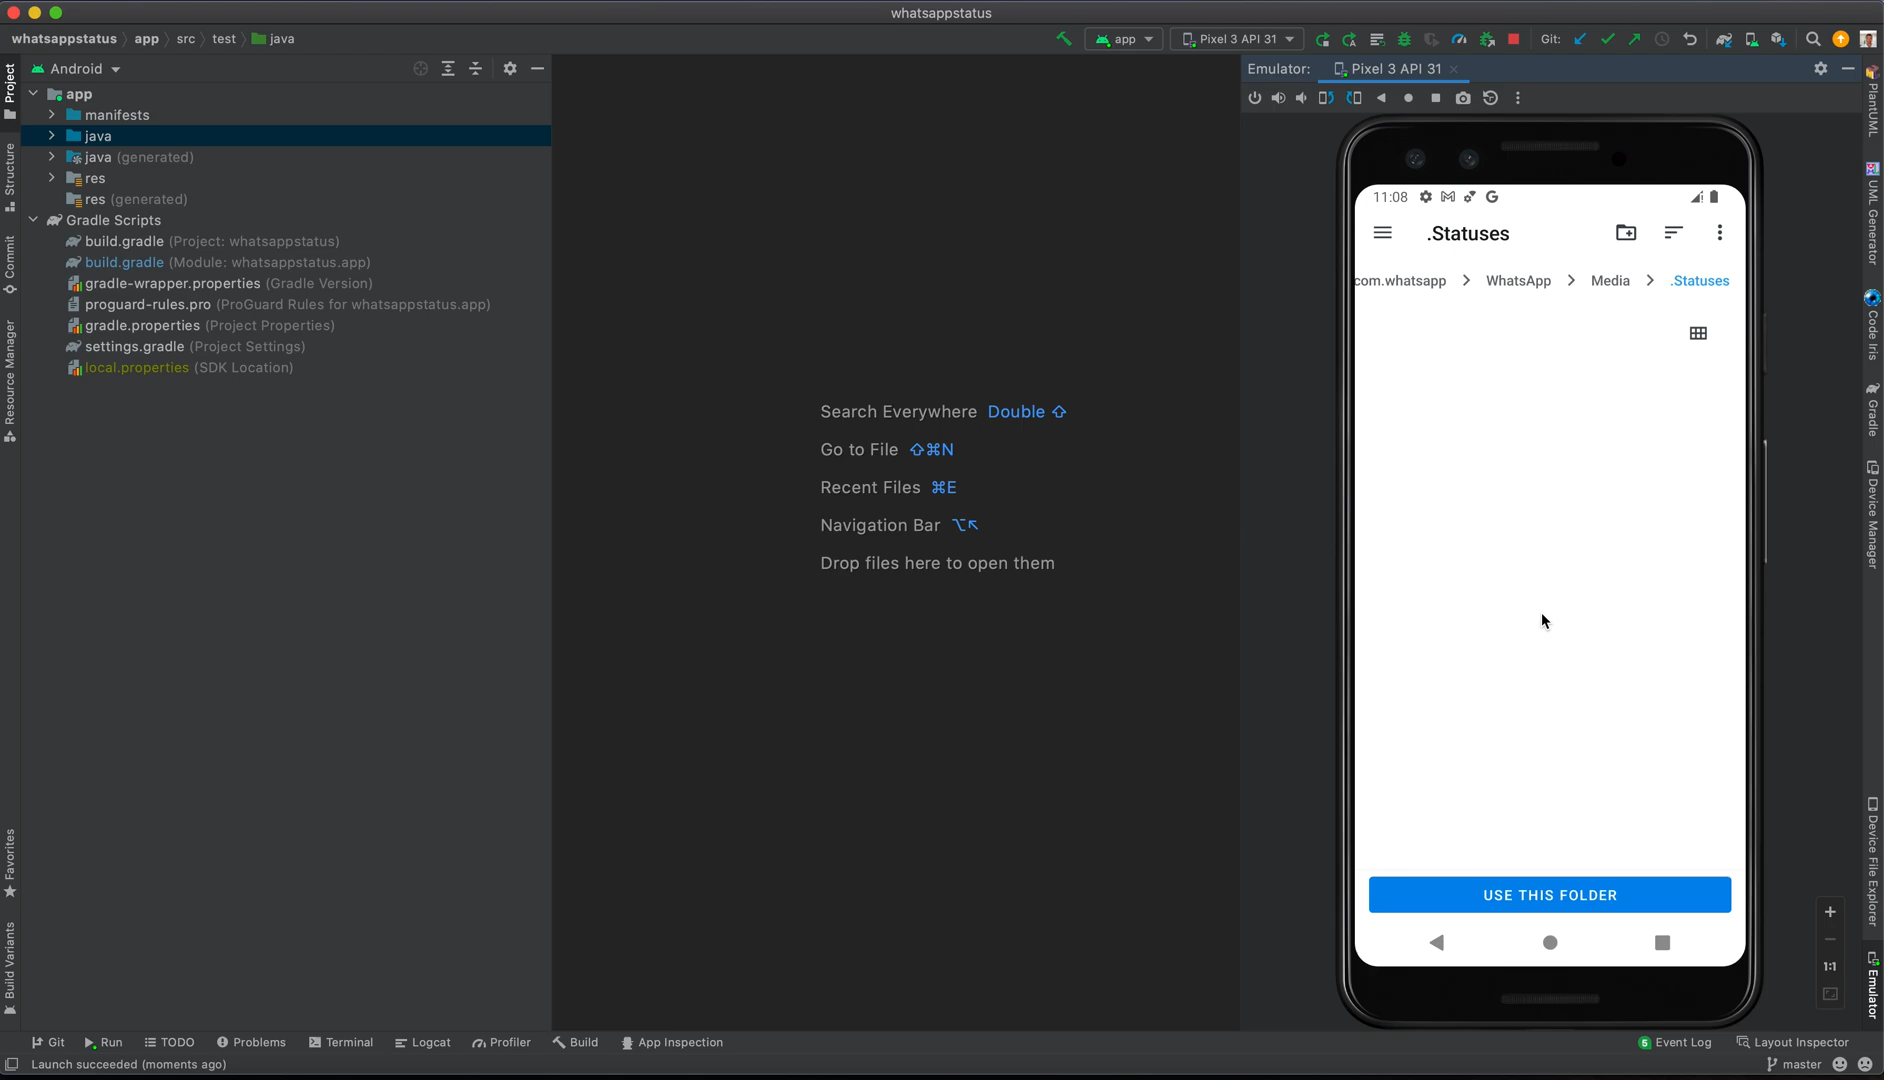 whatsappstatus
whatsappstatus
app
src
test
java
app
Pixel 3 API 31
Git:
Project
Structure
Commit
Resource Manager
Favorites
Build Variants
Android
app
manifests
java
java (generated)
res
res (generated)
Gradle Scripts
build.gradle (Project: whatsappstatus)
build.gradle (Module: whatsappstatus.app)
gradle-wrapper.properties (Gradle Version)
proguard-rules.pro (ProGuard Rules for whatsappstatus.app)
gradle.properties (Project Properties)
settings.gradle (Project Settings)
local.properties (SDK Location)
Search Everywhere Double ⇧
Go to File ⇧⌘N
Recent Files ⌘E
Navigation Bar ⌥↖
Drop files here to open them
Emulator: Pixel 3 API 31
11:08
.Statuses
com.whatsapp
WhatsApp
Media
.Statuses
USE THIS FOLDER
1:1
PlantUML
UML Generator
Code Iris
Gradle
Device Manager
Device File Explorer
Emulator
Git
Run
TODO
Problems
Terminal
Logcat
Profiler
Build
App Inspection
5 Event Log
Layout Inspector
Launch succeeded (moments ago)
master